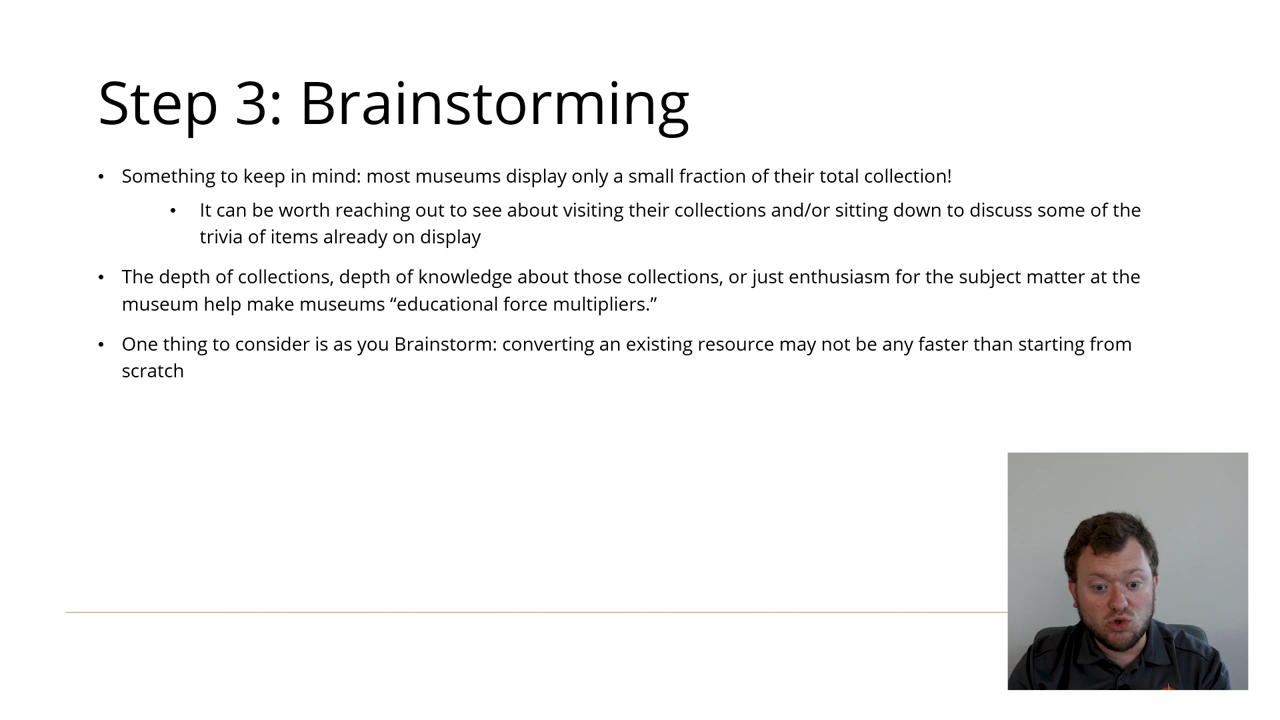 Step 3: Brainstorming
• Something to keep in mind: most museums display only a small fraction of their total collection!
• It can be worth reaching out to see about visiting their collections and/or sitting down to discuss some of the
trivia of items already on display
• The depth of collections, depth of knowledge about those collections, or just enthusiasm for the subject matter at the
museum help make museums “educational force multipliers.”
• One thing to consider is as you Brainstorm: converting an existing resource may not be any faster than starting from
scratch